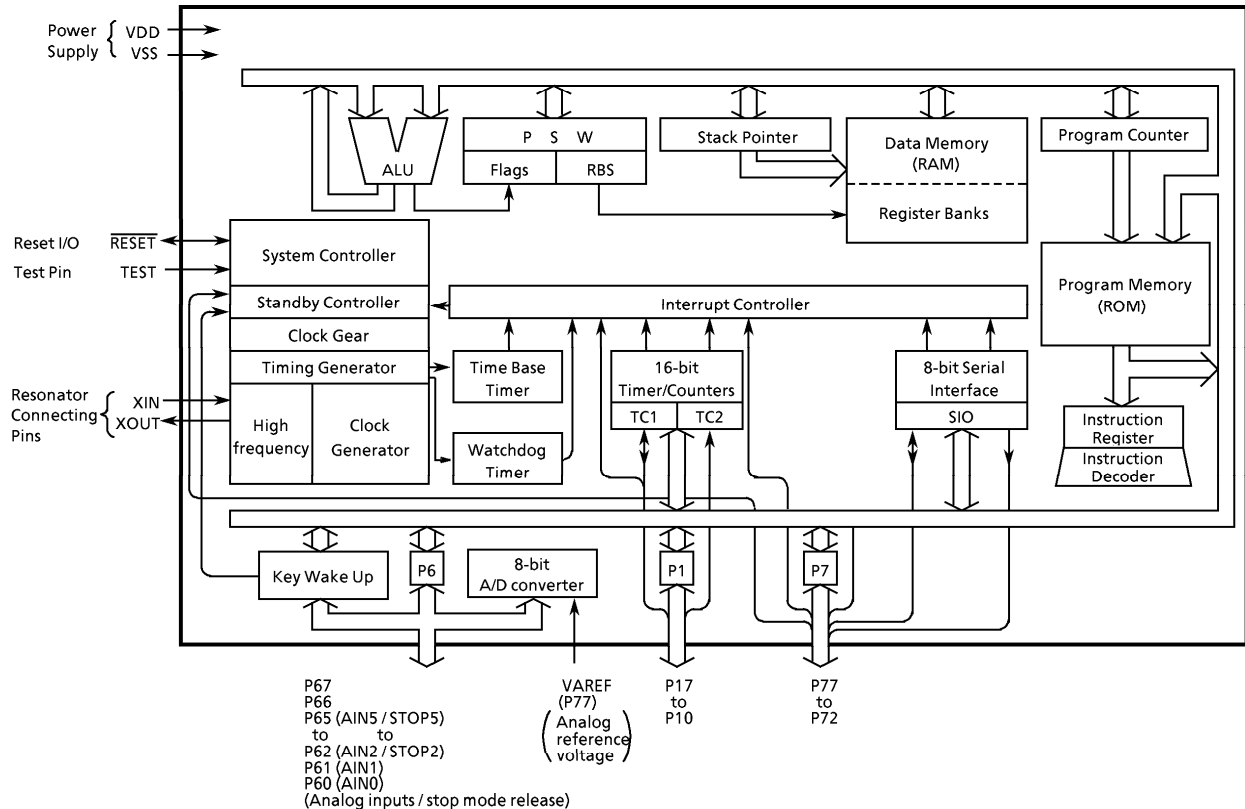 Power
Supply
VDD
VSS
P S W
Stack Pointer
Data Memory
(RAM)
Program Counter
ALU
Flags
RBS
Register Banks
Reset I/O
RESET
Test Pin
TEST
System Controller
Standby Controller
Interrupt Controller
Program Memory
(ROM)
Clock Gear
Timing Generator
Time Base
Timer
16-bit
Timer/Counters
TC1
TC2
8-bit Serial
Interface
SIO
Resonator
Connecting
Pins
XIN
XOUT
High
frequency
Clock
Generator
Watchdog
Timer
Instruction
Register
Instruction
Decoder
Key Wake Up
P6
8-bit
A/D converter
P1
P7
P67
P66
P65 (AIN5 / STOP5)
to to
P62 (AIN2 / STOP2)
P61 (AIN1)
P60 (AIN0)
(Analog inputs / stop mode release)
VAREF
(P77)
(Analog
reference
voltage)
P17
to
P10
P77
to
P72